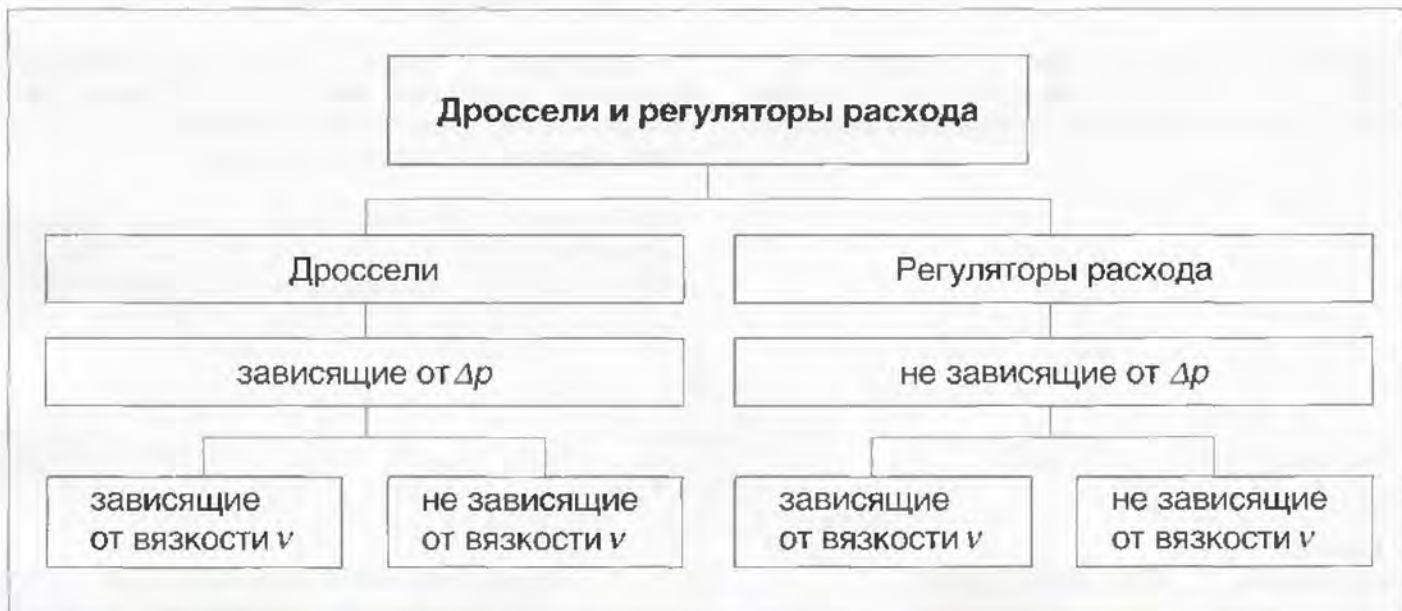 Дроссели и регуляторы расхода
Дроссели
Регуляторы расхода
зависящие от Δp
не зависящие от Δp
зависящие
от вязкости ν
не зависящие
от вязкости ν
зависящие
от вязкости ν
не зависящие
от вязкости ν